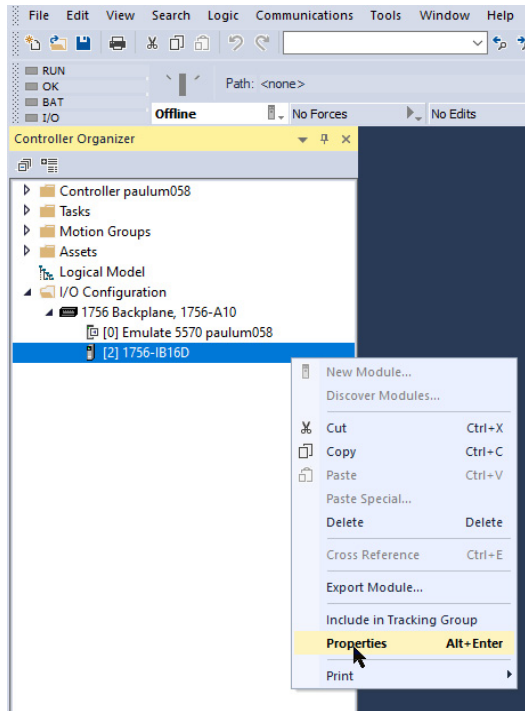 File Edit View Search Logic Communications Tools Window Help
RUN
OK
BAT
I/O
Path: <none>
Offline
No Forces
No Edits
Controller Organizer
Controller paulum058
Tasks
Motion Groups
Assets
Logical Model
I/O Configuration
1756 Backplane, 1756-A10
[0] Emulate 5570 paulum058
[2] 1756-IB16D
New Module...
Discover Modules...
Cut Ctrl+X
Copy Ctrl+C
Paste Ctrl+V
Paste Special...
Delete Delete
Cross Reference Ctrl+E
Export Module...
Include in Tracking Group
Properties Alt+Enter
Print